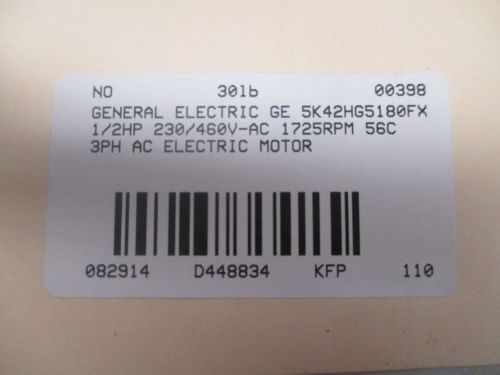 NO 301b 00398
GENERAL ELECTRIC GE 5K42HG5180FX
1/2HP 230/460V-AC 1725RPM 56C
3PH AC ELECTRIC MOTOR
082914 D448834 KFP 110